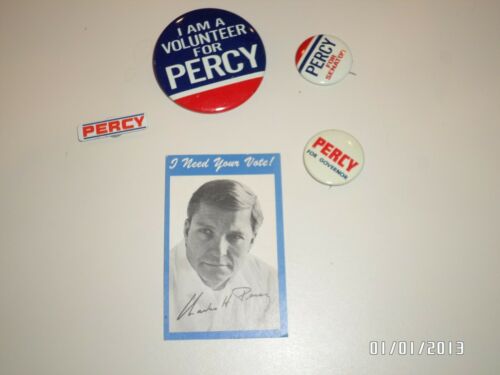 I AM A
VOLUNTEER
FOR
PERCY
PERCY
FOR
SENATOR
PERCY
PERCY
FOR GOVERNOR
I Need Your Vote!
Charles H Percy
01/01/2013